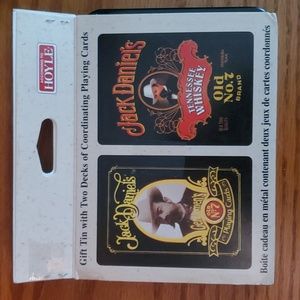 HOYLE
Gift Tin with Two Decks of Coordinating Playing Cards
Jack Daniel's
TENNESSEE
WHISKEY
Old
No. 7
BRAND
Jack Daniel's
Old
No. 7
Playing Cards
Boîte cadeau en métal contenant deux jeux de cartes coordonnés